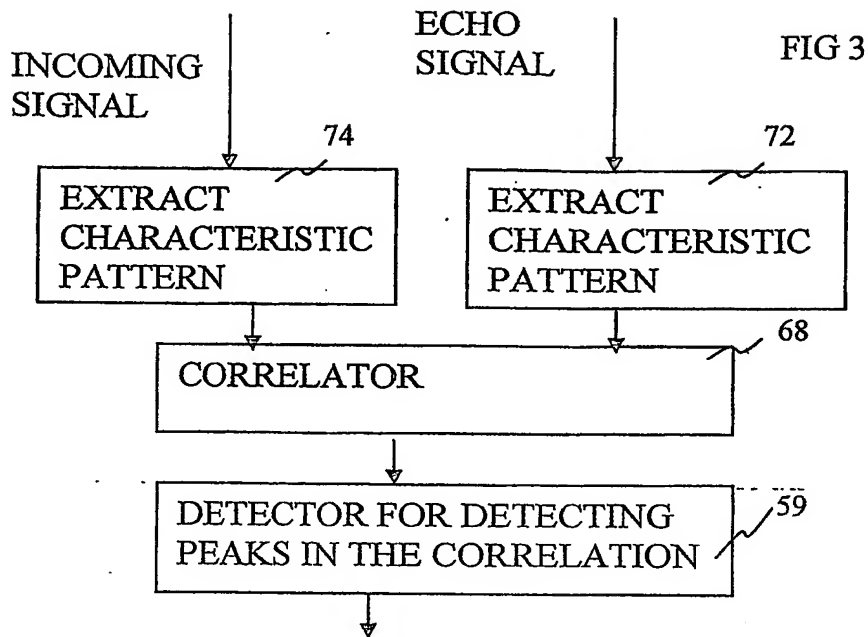 INCOMING
SIGNAL
ECHO
SIGNAL
FIG 3
74
EXTRACT
CHARACTERISTIC
PATTERN
72
EXTRACT
CHARACTERISTIC
PATTERN
68
CORRELATOR
59
DETECTOR FOR DETECTING
PEAKS IN THE CORRELATION